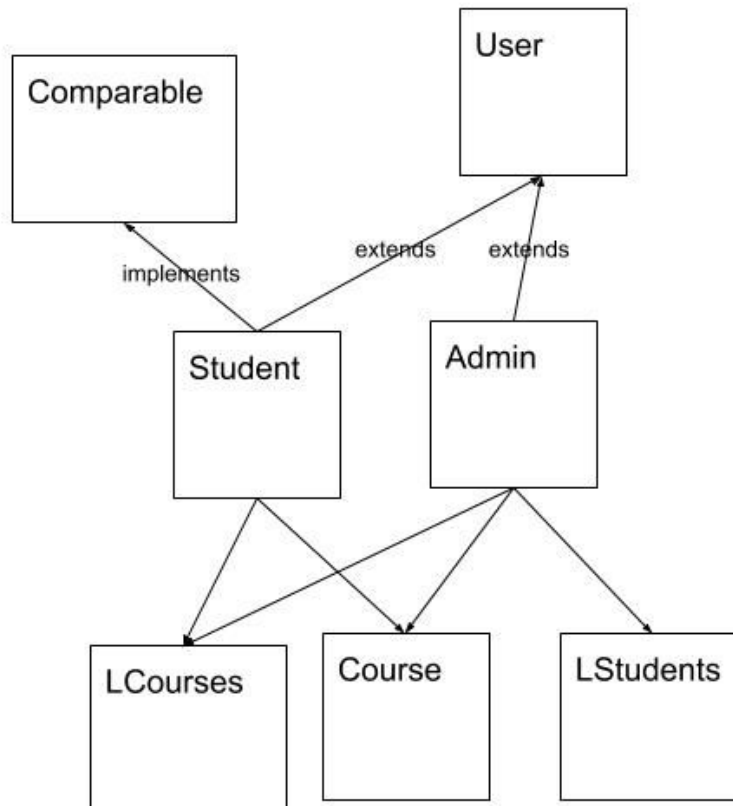 User
Comparable
extends
extends
implements
Student
Admin
LCourses
Course
LStudents